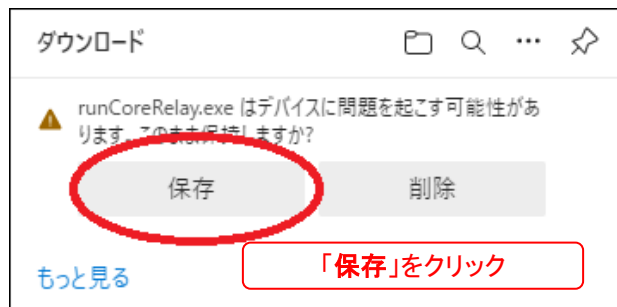 ダウンロード
runCoreRelay.exe はデバイスに問題を起こす可能性があ
ります。このまま保持しますか?
保存
削除
もっと見る
「保存」をクリック